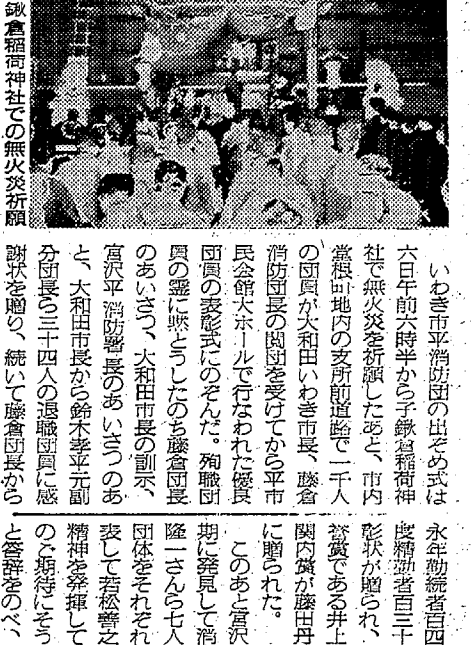 鍬倉稲荷神社での無火災祈願
いわき市平消防団の出ぞめ式は
六日午前六時半から子鍬倉稲荷神
社で無火災を祈願したあと、市内
堂根町地内の支所前道路で一千人
の団員が大和田いわき市長、藤倉
消防団長の閲団を受けてから平市
民会館大ホールで行なわれた優良
団員の表彰式にのぞんだ。殉職団
員の霊に黙とうしたのち藤倉団長
のあいさつ、大和田市長の訓示、
宮沢平消防署長のあいさつのあ
と、大和田市長から鈴木孝平元副
分団長ら三十四人の退職団員に感
謝状を贈り、続いて藤倉団長から
永年勤続者百四
度精勤者百三十
彰状が贈られ、
誉賞である井上
関内賞が藤田丹
に贈られた。
このあと宮沢
期に発見して消
隆一さんら七人
団体をそれぞれ
表して若松善之
精神を発揮して
のご期待にそう
と答辞をのべ、